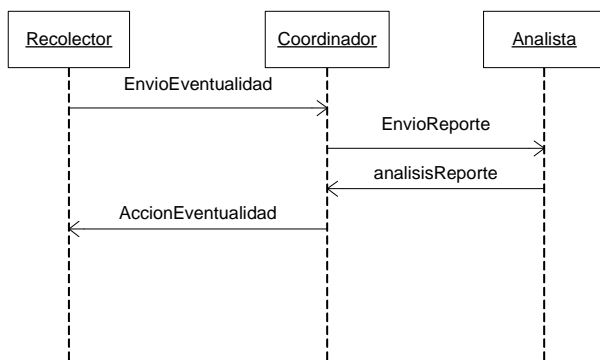 Recolector
Coordinador
Analista
EnvioEventualidad
EnvioReporte
analisisReporte
AccionEventualidad